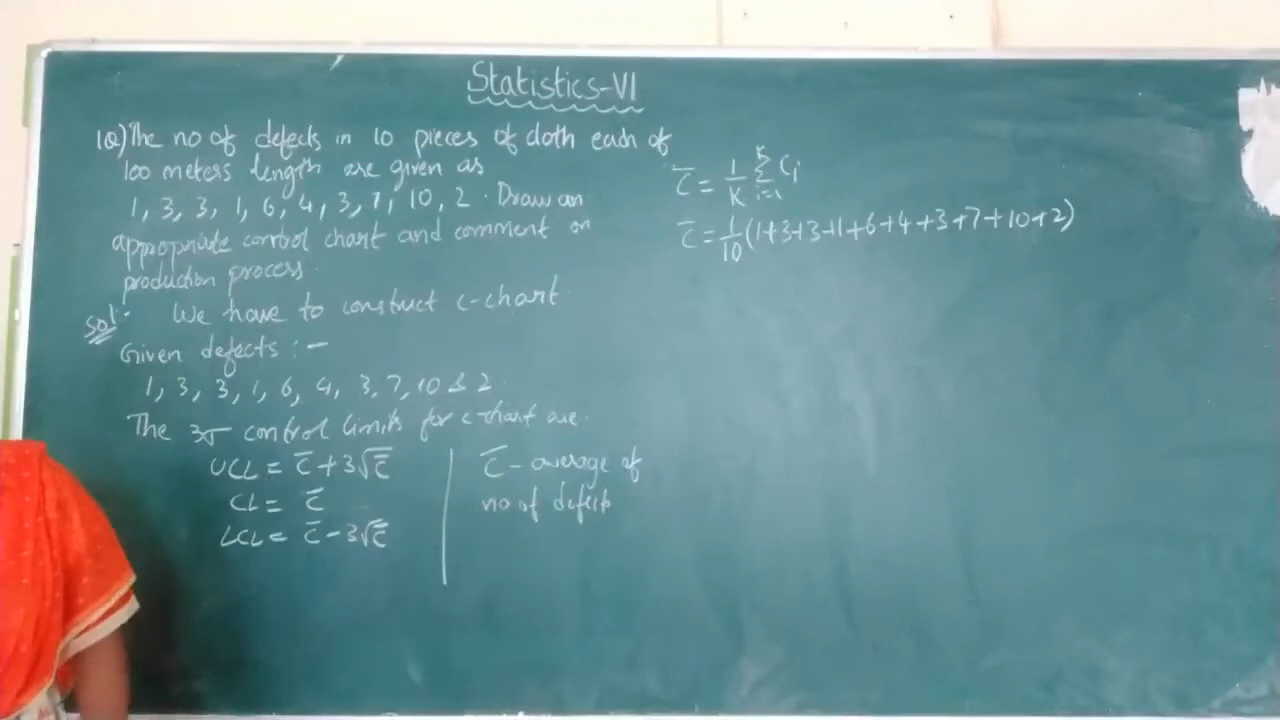 Statistics-VI
1Q) The no of defects in 10 pieces of cloth each of
100 meters length are given as
1, 3, 3, 1, 6, 4, 3, 7, 10, 2. Draw an
appropriate control chart and comment on
production process.
Sol: We have to construct c-chart.
Given defects :-
1, 3, 3, 1, 6, 4, 3, 7, 10 & 2.
The 3σ control limits for c-chart are.
UCL = c̅ + 3√c̅
CL = c̅
LCL = c̅ - 3√c̅
c̅ - average of
no of defects
c̅ = 1/K Σ_{i=1}^{K} Ci
c̅ = 1/10 (1+3+3+1+6+4+3+7+10+2)